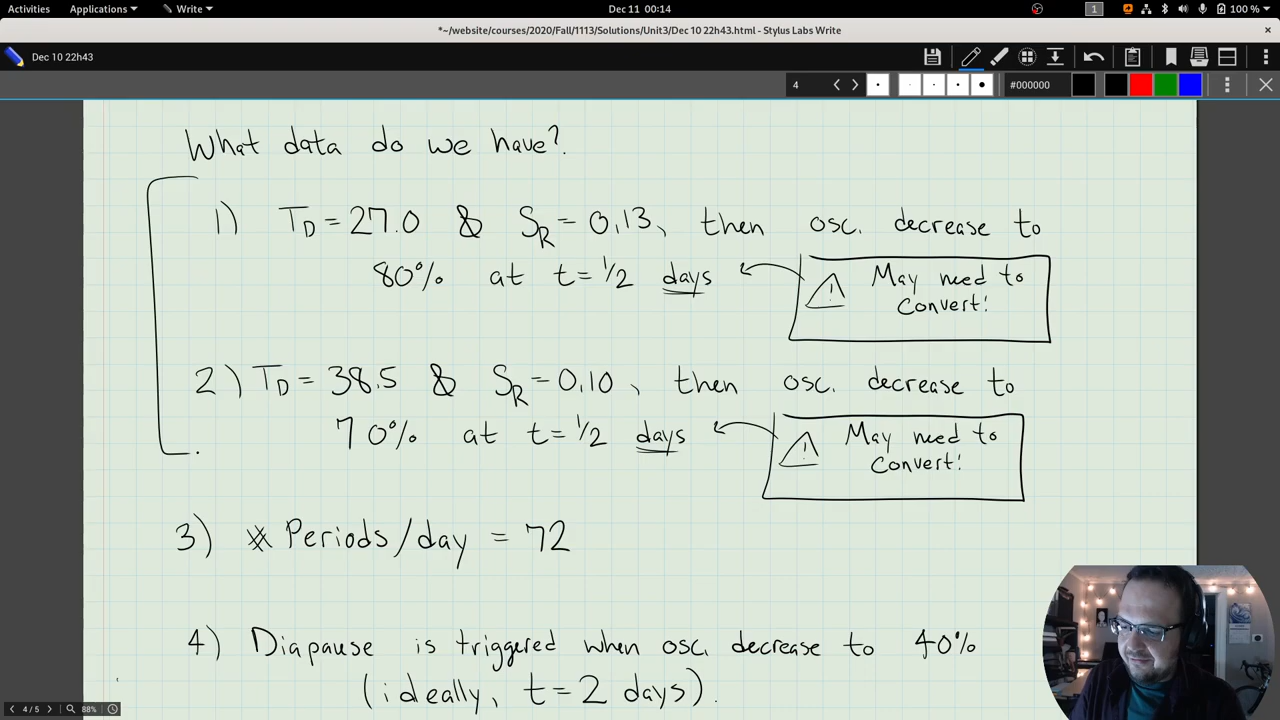 Activities Applications Write Dec 11 00:14 1 100 %
*~/website/courses/2020/Fall/1113/Solutions/Unit3/Dec 10 22h43.html - Stylus Labs Write
Dec 10 22h43
4 #000000
What data do we have?
1) T_D = 27.0 & S_R = 0.13, then osc. decrease to
80% at t = 1/2 days
May need to
Convert!
2) T_D = 38.5 & S_R = 0.10, then osc. decrease to
70% at t = 1/2 days
May need to
Convert!
3) # Periods/day = 72
4) Diapause is triggered when osc. decrease to 40%
(ideally, t = 2 days).
4/5 88%